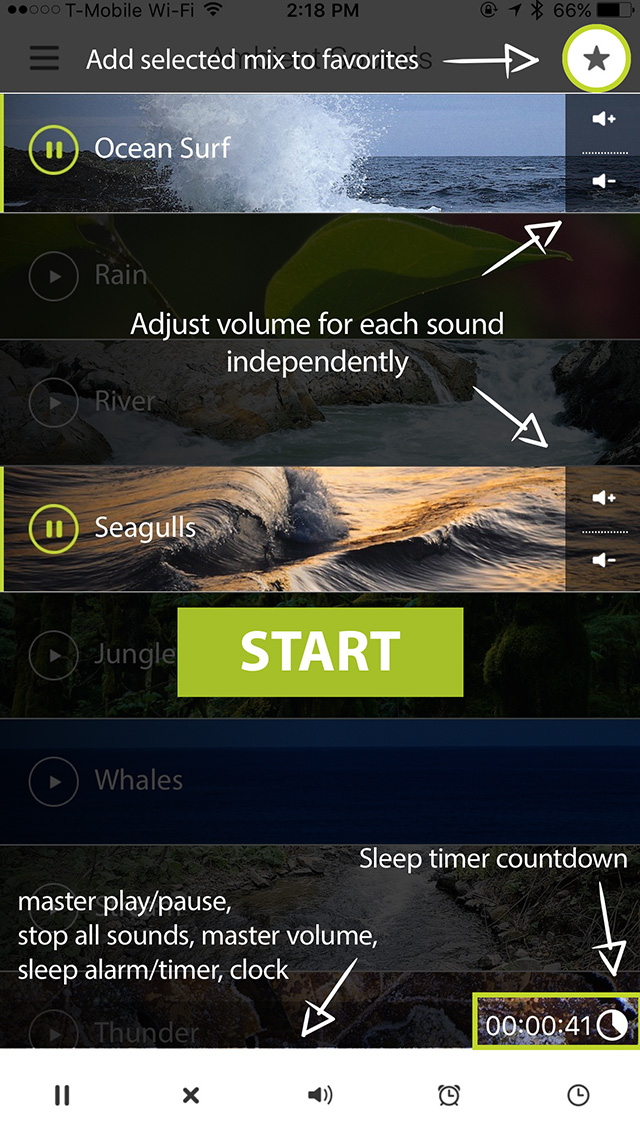 T-Mobile Wi-Fi 2:18 PM 66%
Ambient Sounds
Add selected mix to favorites
Ocean Surf
Rain
Adjust volume for each sound
independently
River
Seagulls
START
Jungle
Whales
Sleep timer countdown
master play/pause,
stop all sounds, master volume,
sleep alarm/timer, clock
00:00:41
Thunder